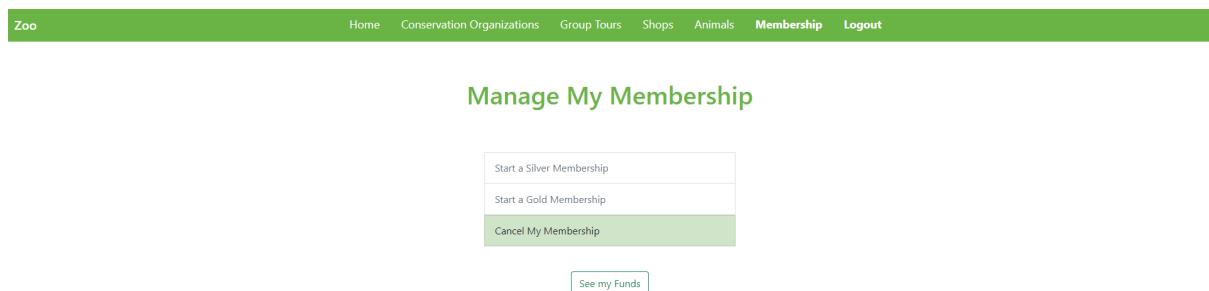 Zoo Home Conservation Organizations Group Tours Shops Animals Membership Logout
Manage My Membership
Start a Silver Membership
Start a Gold Membership
Cancel My Membership
See my Funds